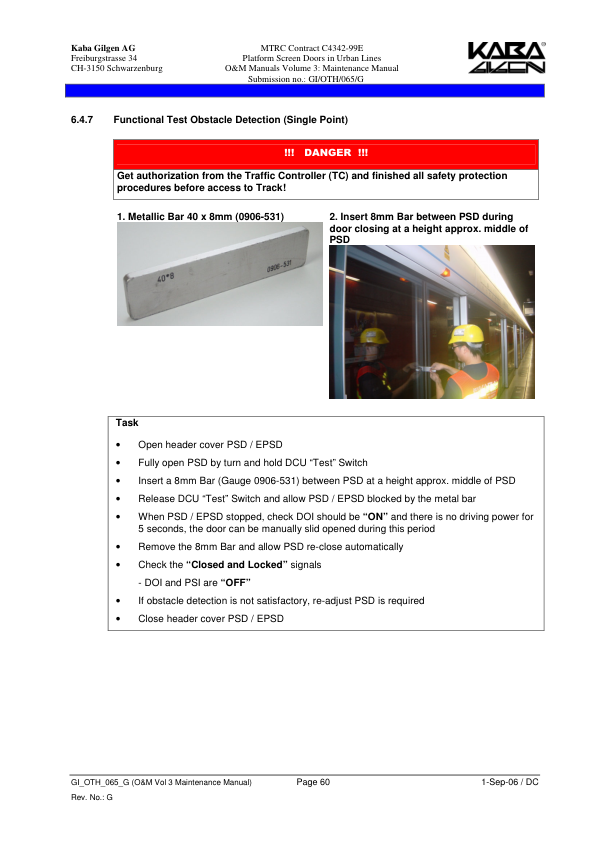 Kaba Gilgen AG
Freiburgstrasse 34
CH-3150 Schwarzenburg
MTRC Contract C4342-99E
Platform Screen Doors in Urban Lines
O&M Manuals Volume 3: Maintenance Manual
Submission no.: GI/OTH/065/G
KABA®
GILGEN
6.4.7 Functional Test Obstacle Detection (Single Point)
!!! DANGER !!!
Get authorization from the Traffic Controller (TC) and finished all safety protection
procedures before access to Track!
1. Metallic Bar 40 x 8mm (0906-531)
40*8
0906-531
2. Insert 8mm Bar between PSD during
door closing at a height approx. middle of
PSD
Task
• Open header cover PSD / EPSD
• Fully open PSD by turn and hold DCU “Test” Switch
• Insert a 8mm Bar (Gauge 0906-531) between PSD at a height approx. middle of PSD
• Release DCU “Test” Switch and allow PSD / EPSD blocked by the metal bar
• When PSD / EPSD stopped, check DOI should be “ON” and there is no driving power for
5 seconds, the door can be manually slid opened during this period
• Remove the 8mm Bar and allow PSD re-close automatically
• Check the “Closed and Locked” signals
- DOI and PSI are “OFF”
• If obstacle detection is not satisfactory, re-adjust PSD is required
• Close header cover PSD / EPSD
GI_OTH_065_G (O&M Vol 3 Maintenance Manual)
Page 60
1-Sep-06 / DC
Rev. No.: G